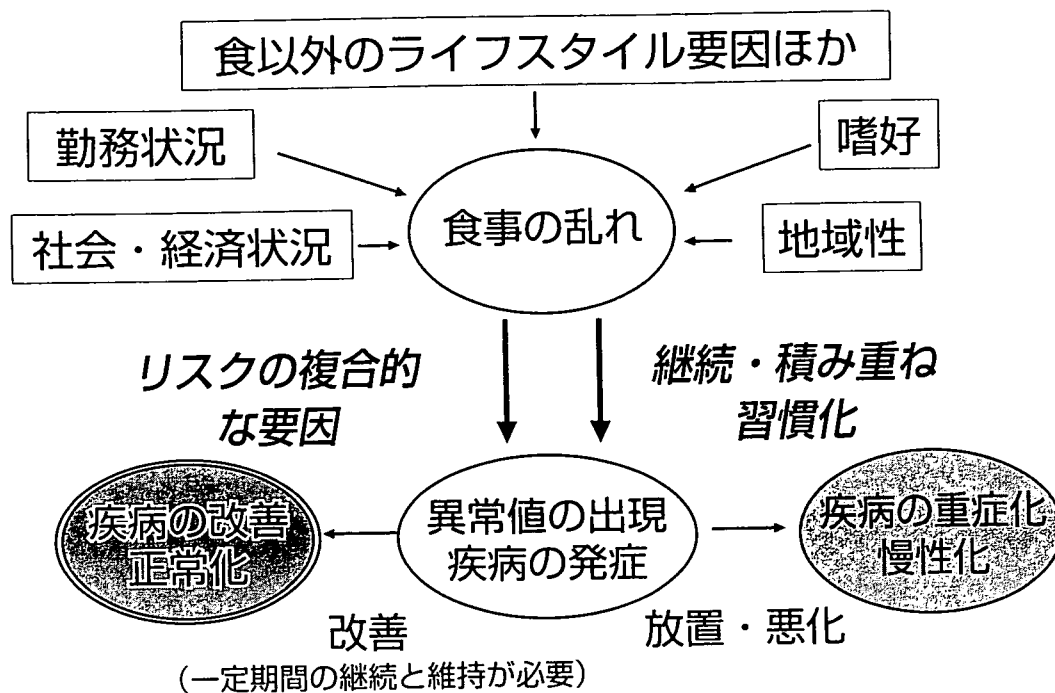 食以外のライフスタイル要因ほか
勤務状況
嗜好
食事の乱れ
社会・経済状況
地域性
リスクの複合的
な要因
継続・積み重ね
習慣化
疾病の改善
正常化
異常値の出現
疾病の発症
疾病の重症化
慢性化
改善
（一定期間の継続と維持が必要）
放置・悪化